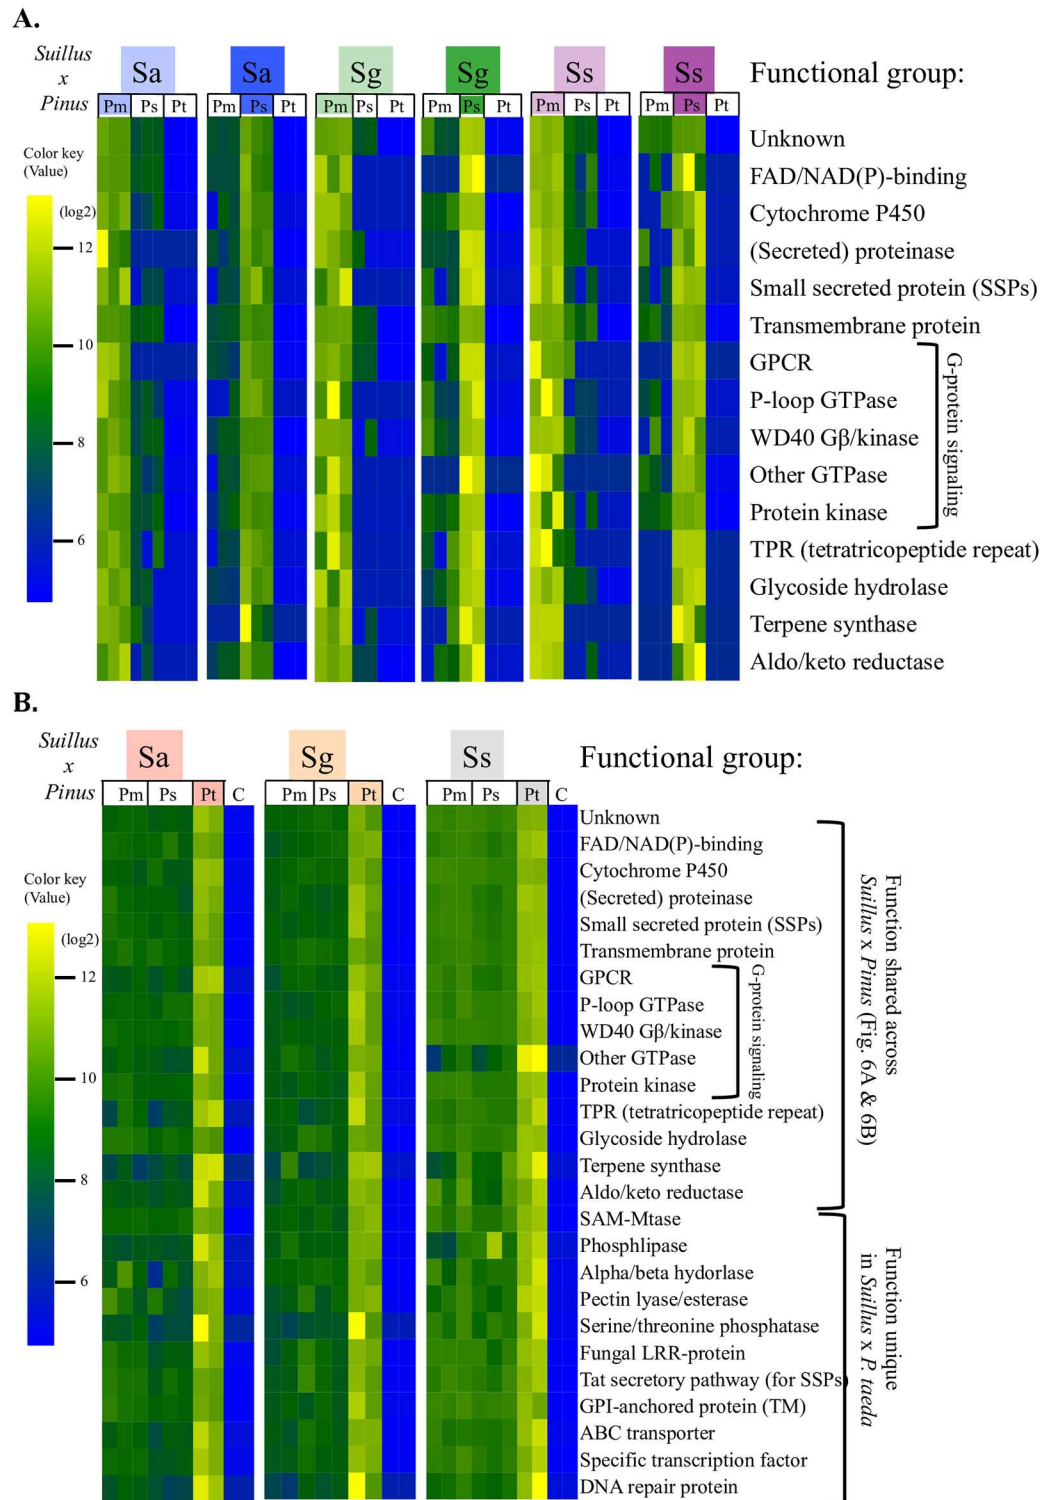 A.
Suillus
x
Pinus
Sa Sa Sg Sg Ss Ss
Functional group:
Pm Ps Pt Pm Ps Pt Pm Ps Pt Pm Ps Pt Pm Ps Pt Pm Ps Pt
Color key
(Value)
(log2)
12
10
8
6
Unknown
FAD/NAD(P)-binding
Cytochrome P450
(Secreted) proteinase
Small secreted protein (SSPs)
Transmembrane protein
GPCR
P-loop GTPase
WD40 Gβ/kinase
Other GTPase
Protein kinase
TPR (tetratricopeptide repeat)
Glycoside hydrolase
Terpene synthase
Aldo/keto reductase
G-protein signaling
B.
Suillus
x
Pinus
Sa Sg Ss
Functional group:
Pm Ps Pt C Pm Ps Pt C Pm Ps Pt C
Color key
(Value)
(log2)
12
10
8
6
Unknown
FAD/NAD(P)-binding
Cytochrome P450
(Secreted) proteinase
Small secreted protein (SSPs)
Transmembrane protein
GPCR
P-loop GTPase
WD40 Gβ/kinase
Other GTPase
Protein kinase
TPR (tetratricopeptide repeat)
Glycoside hydrolase
Terpene synthase
Aldo/keto reductase
SAM-Mtase
Phosphlipase
Alpha/beta hydorlase
Pectin lyase/esterase
Serine/threonine phosphatase
Fungal LRR-protein
Tat secretory pathway (for SSPs)
GPI-anchored protein (TM)
ABC transporter
Specific transcription factor
DNA repair protein
G-protein signaling
Function shared across
Suillus x Pinus (Fig. 6A & 6B)
Function unique
in Suillus x P. taeda